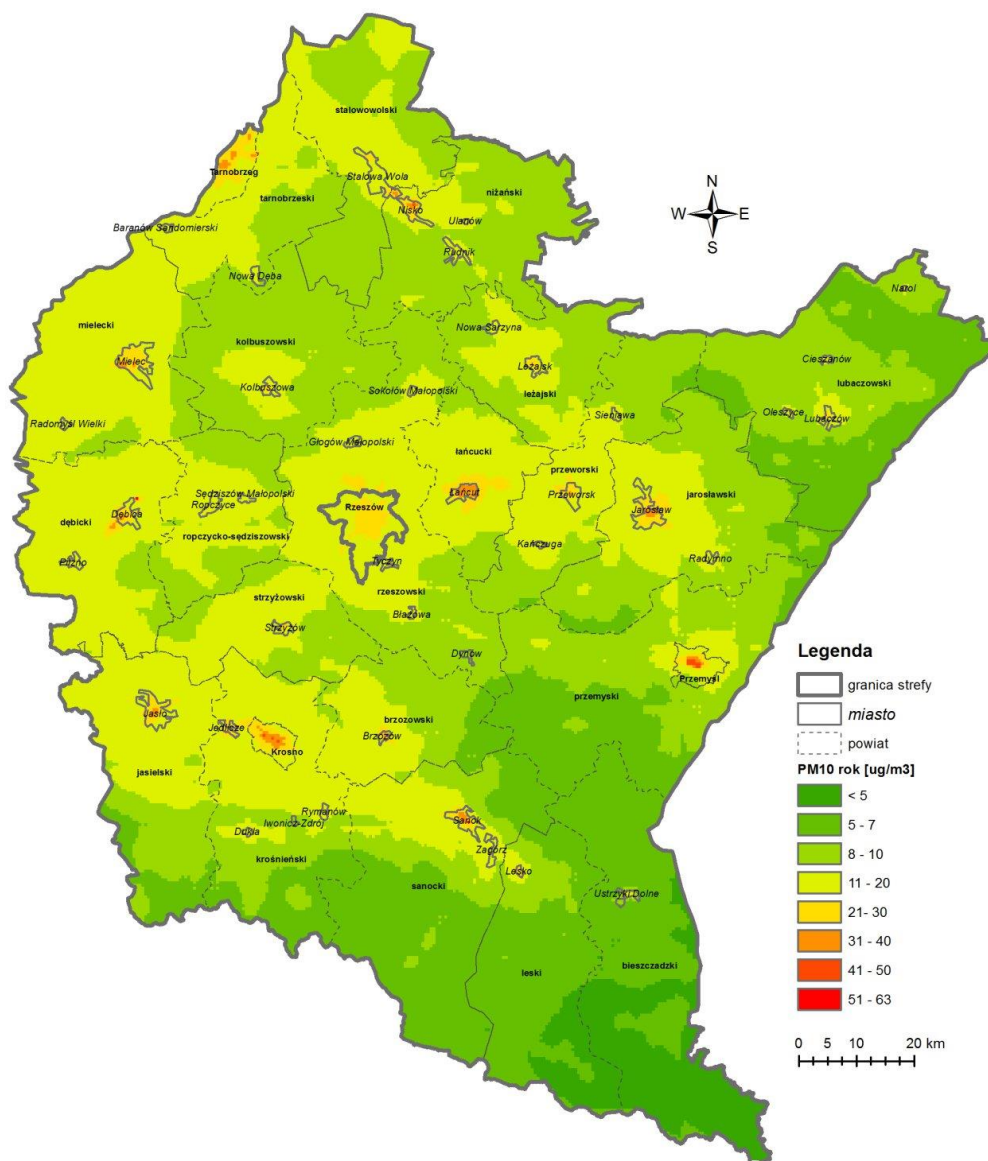 stalowowolski
Tarnobrzeg
Stalowa Wola
niżański
tarnobrzeski
Nisko
Ulanów
Baranów Sandomierski
Rudnik
Nowa Dęba
N
W
E
S
Narol
mielecki
Nowa Sarzyna
kolbuszowski
Mielec
Cieszanów
Leżajsk
lubaczowski
Kolbuszowa
Sokołów Małopolski
leżajski
Oleszyce
Lubaczów
Radomyśl Wielki
Sieniawa
Głogów Małopolski
łańcucki
przeworski
Sędziszów Małopolski
Łańcut
Przeworsk
jarosławski
Ropczyce
Rzeszów
Jarosław
Dębica
dębicki
ropczycko-sędziszowski
Kańczuga
Pilzno
Tyczyn
Radymno
rzeszowski
strzyżowski
Błażowa
Strzyżów
Dynów
Przemyśl
przemyski
Jasło
Jedlicze
brzozowski
Brzozów
Krosno
jasielski
Rymanów
Iwonicz-Zdrój
Sanok
Dukla
krośnieński
Zagórz
Lesko
sanocki
Ustrzyki Dolne
leski
bieszczadzki
Legenda
granica strefy
miasto
powiat
PM10 rok [ug/m3]
< 5
5 - 7
8 - 10
11 - 20
21- 30
31 - 40
41 - 50
51 - 63
0 5 10 20 km